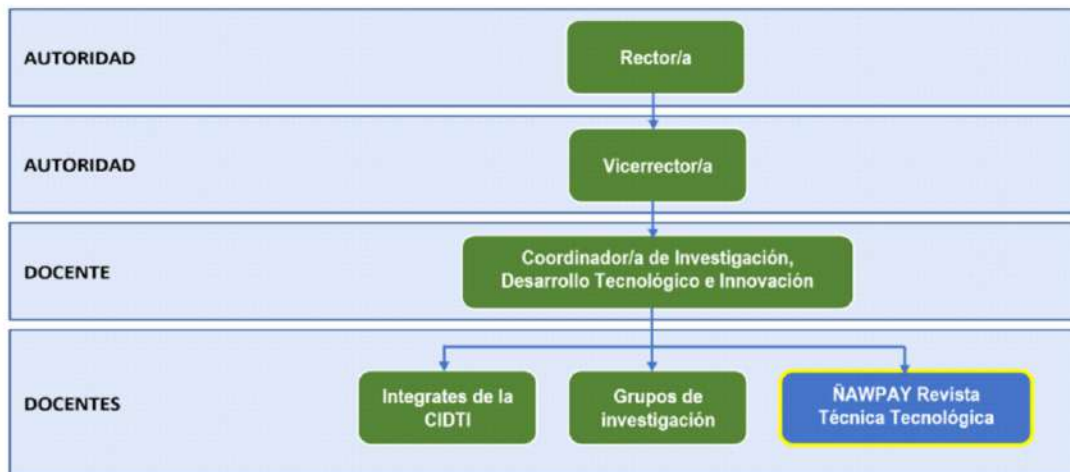 AUTORIDAD
Rector/a
AUTORIDAD
Vicerrector/a
DOCENTE
Coordinador/a de Investigación,
Desarrollo Tecnológico e Innovación
DOCENTES
Integrates de la
CIDTI
Grupos de
investigación
ÑAWPAY Revista
Técnica Tecnológica